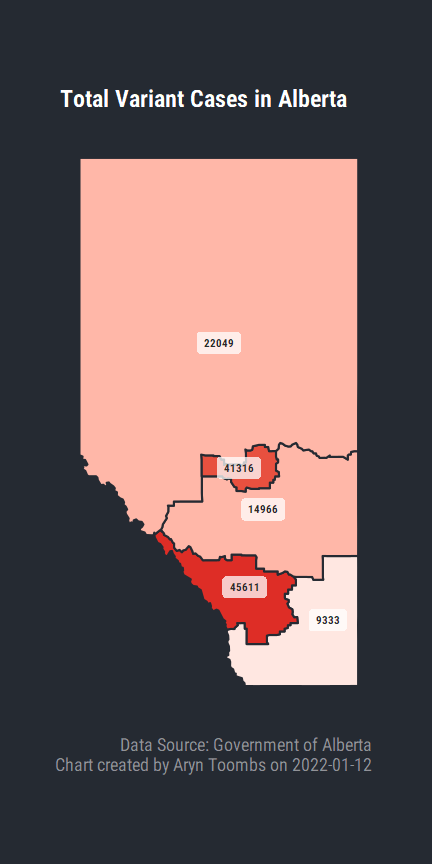 Total Variant Cases in Alberta
22049
41316
14966
45611
9333
Data Source: Government of Alberta
Chart created by Aryn Toombs on 2022-01-12